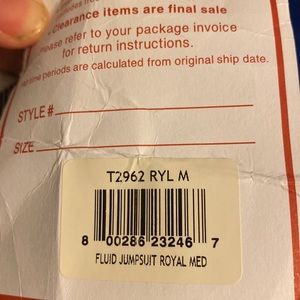 Clearance items are final sale
Please refer to your package invoice
for return instructions.
time periods are calculated from original ship date.
STYLE#
SIZE
T2962 RYL M
8 00286 23246 7
FLUID JUMPSUIT ROYAL MED